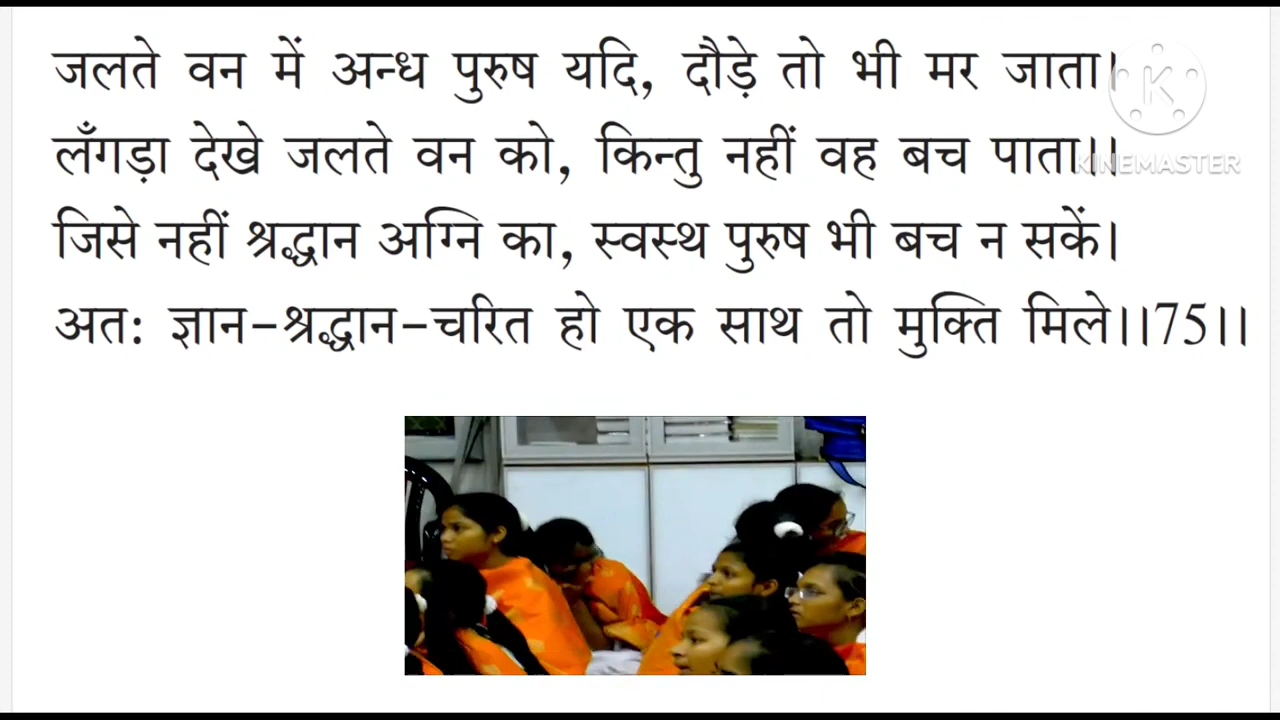 जलते वन में अन्ध पुरुष यदि, दौड़े तो भी मर जाता।
लँगड़ा देखे जलते वन को, किन्तु नहीं वह बच पाता।।
जिसे नहीं श्रद्धान अग्नि का, स्वस्थ पुरुष भी बच न सकें।
अत: ज्ञान-श्रद्धान-चरित हो एक साथ तो मुक्ति मिले।।75।।
K
KINEMASTER